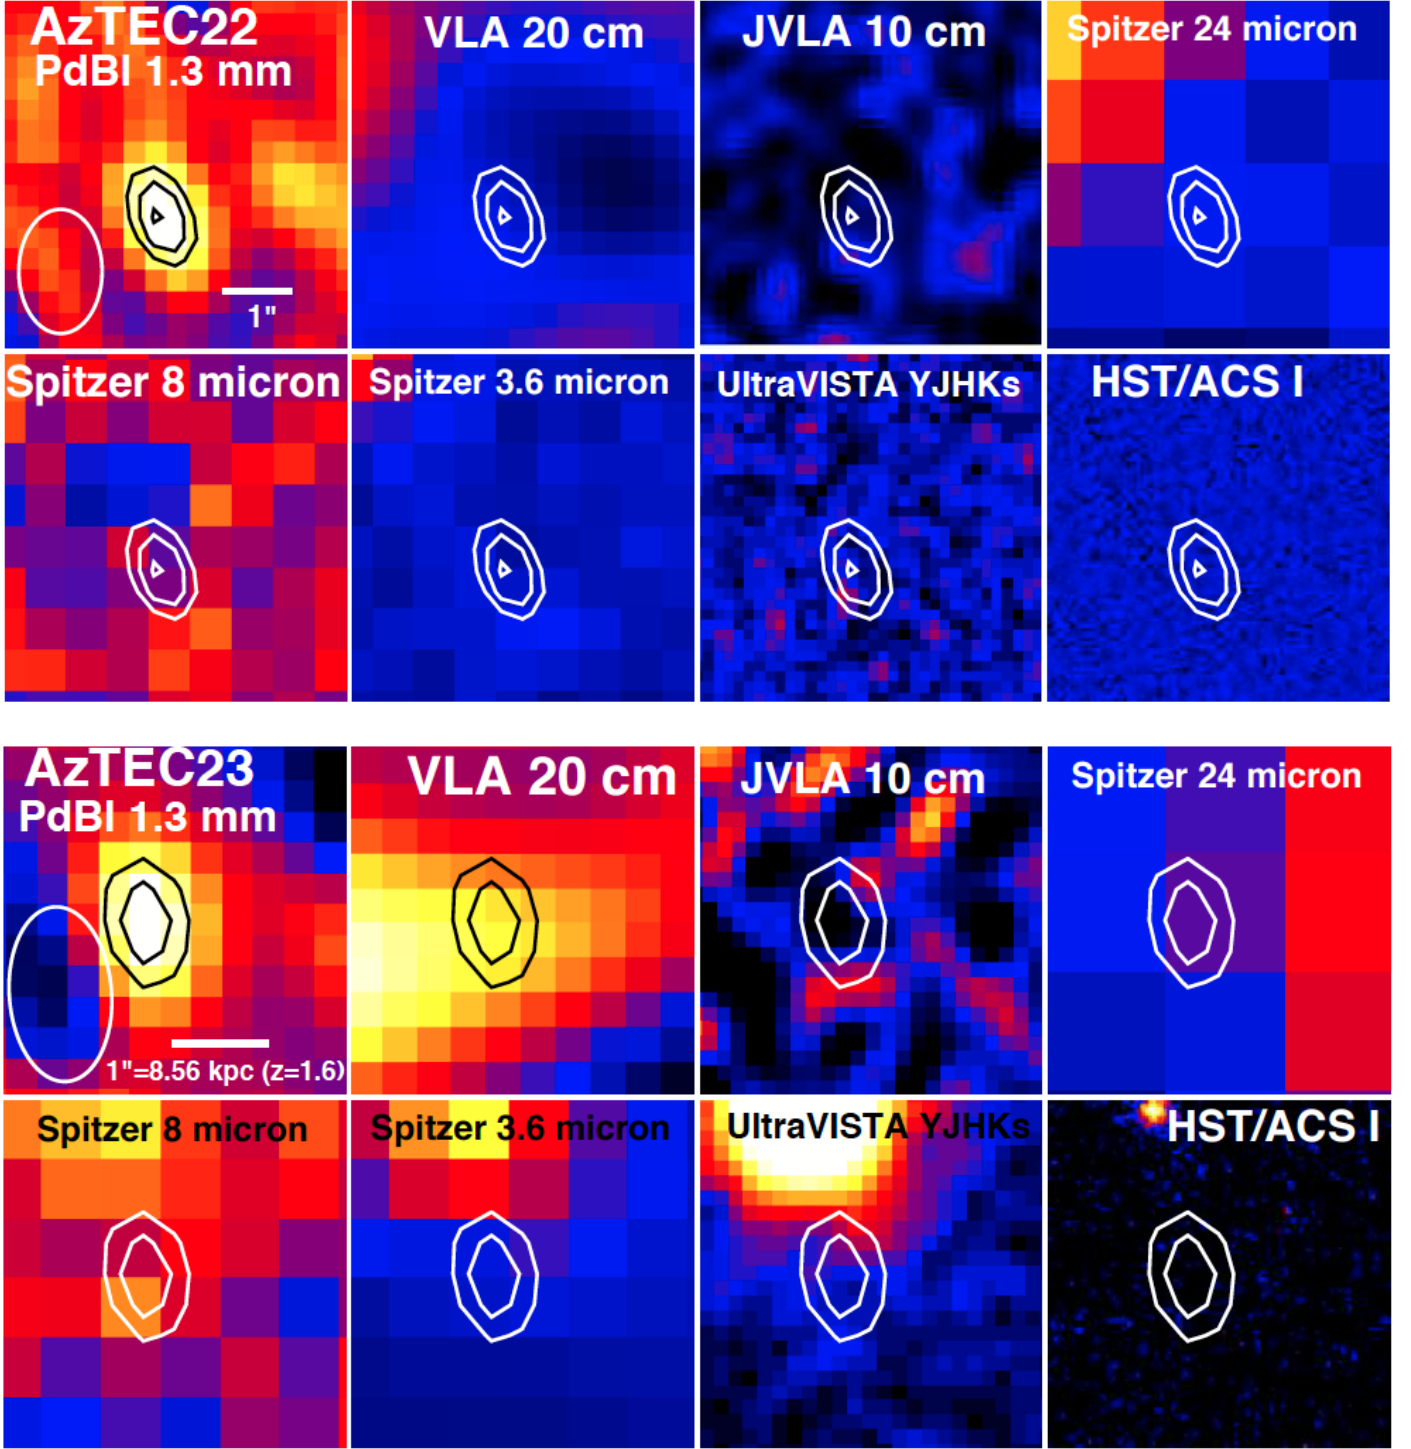 AzTEC22
PdBI 1.3 mm
1"
VLA 20 cm
JVLA 10 cm
Spitzer 24 micron
Spitzer 8 micron
Spitzer 3.6 micron
UltraVISTA YJHKs
HST/ACS I
AzTEC23
PdBI 1.3 mm
1"=8.56 kpc (z=1.6)
VLA 20 cm
JVLA 10 cm
Spitzer 24 micron
Spitzer 8 micron
Spitzer 3.6 micron
UltraVISTA YJHKs
HST/ACS I